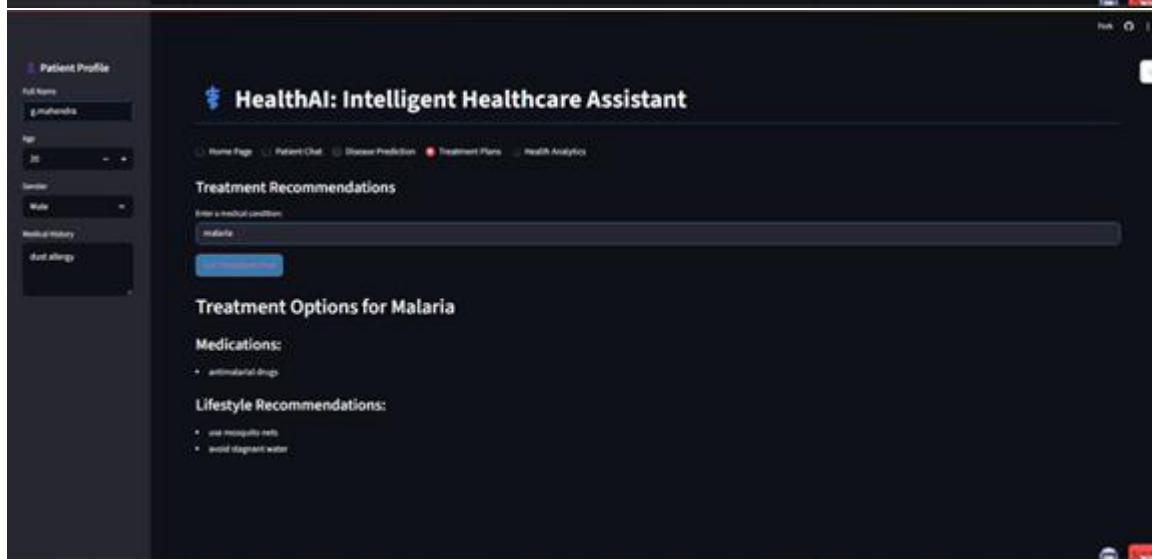 Fork
Patient Profile
Full Name
g.mahendra
Age
20
Gender
Male
Medical History
dust allergy
HealthAI: Intelligent Healthcare Assistant
Home Page
Patient Chat
Disease Prediction
Treatment Plans
Health Analytics
Treatment Recommendations
Enter a medical condition:
malaria
Treatment Options for Malaria
Medications:
antimalarial drugs
Lifestyle Recommendations:
use mosquito nets
avoid stagnant water